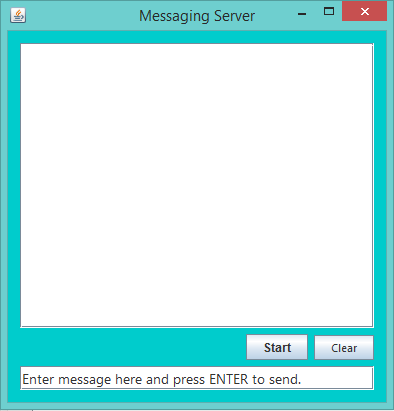 Messaging Server
Start
Clear
Enter message here and press ENTER to send.